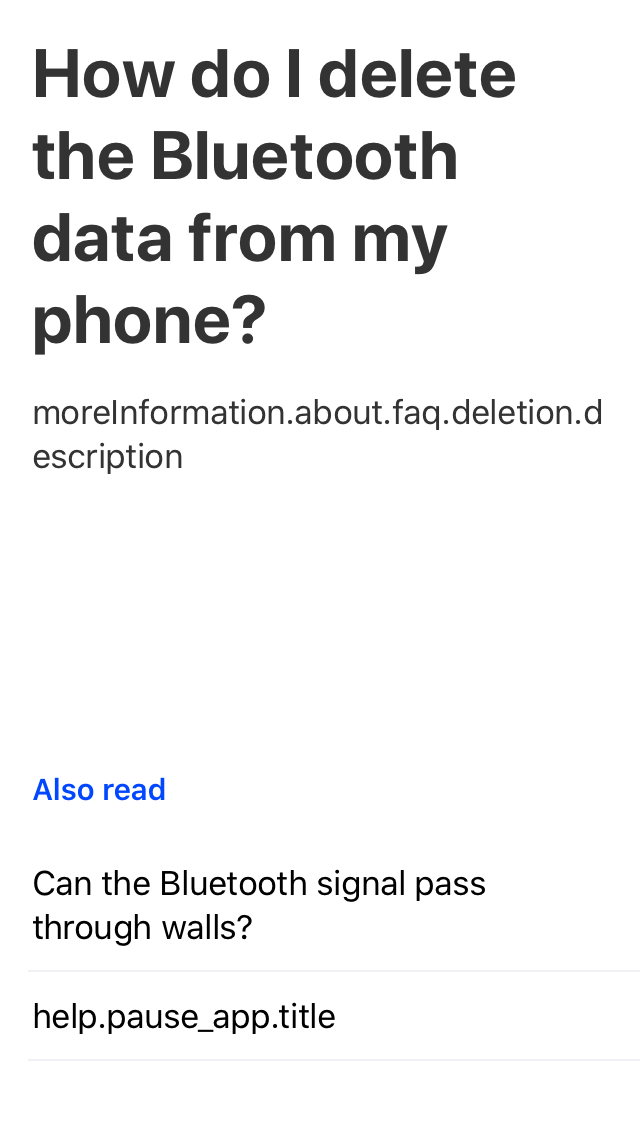 How do I delete
the Bluetooth
data from my
phone?
moreInformation.about.faq.deletion.d
escription
Also read
Can the Bluetooth signal pass
through walls?
help.pause_app.title